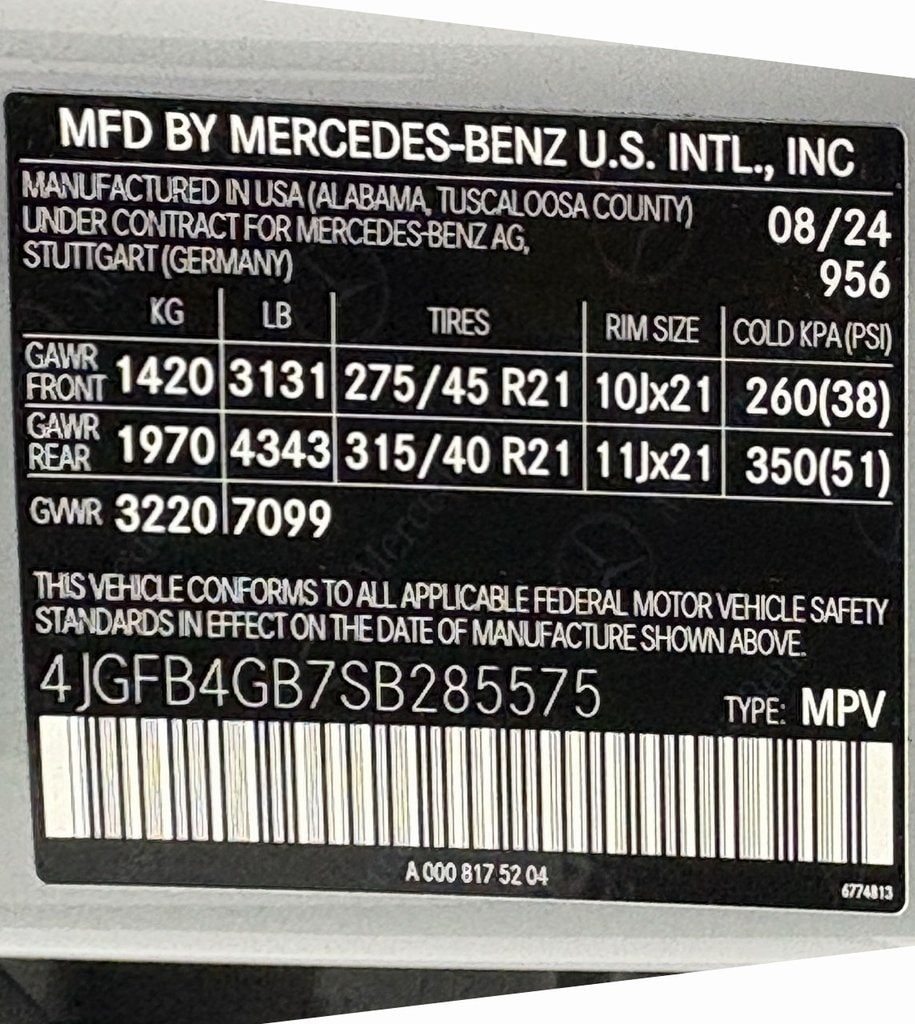 MFD BY MERCEDES-BENZ U.S. INTL., INC
MANUFACTURED IN USA (ALABAMA, TUSCALOOSA COUNTY)
UNDER CONTRACT FOR MERCEDES-BENZ AG,
STUTTGART (GERMANY)
08/24
956
KG LB TIRES RIM SIZE COLD KPA (PSI)
GAWR FRONT 1420 3131 275/45 R21 10Jx21 260(38)
GAWR REAR 1970 4343 315/40 R21 11Jx21 350(51)
GVWR 3220 7099
THIS VEHICLE CONFORMS TO ALL APPLICABLE FEDERAL MOTOR VEHICLE SAFETY
STANDARDS IN EFFECT ON THE DATE OF MANUFACTURE SHOWN ABOVE.
4JGFB4GB7SB285575
TYPE: MPV
A 000 817 52 04
6774813